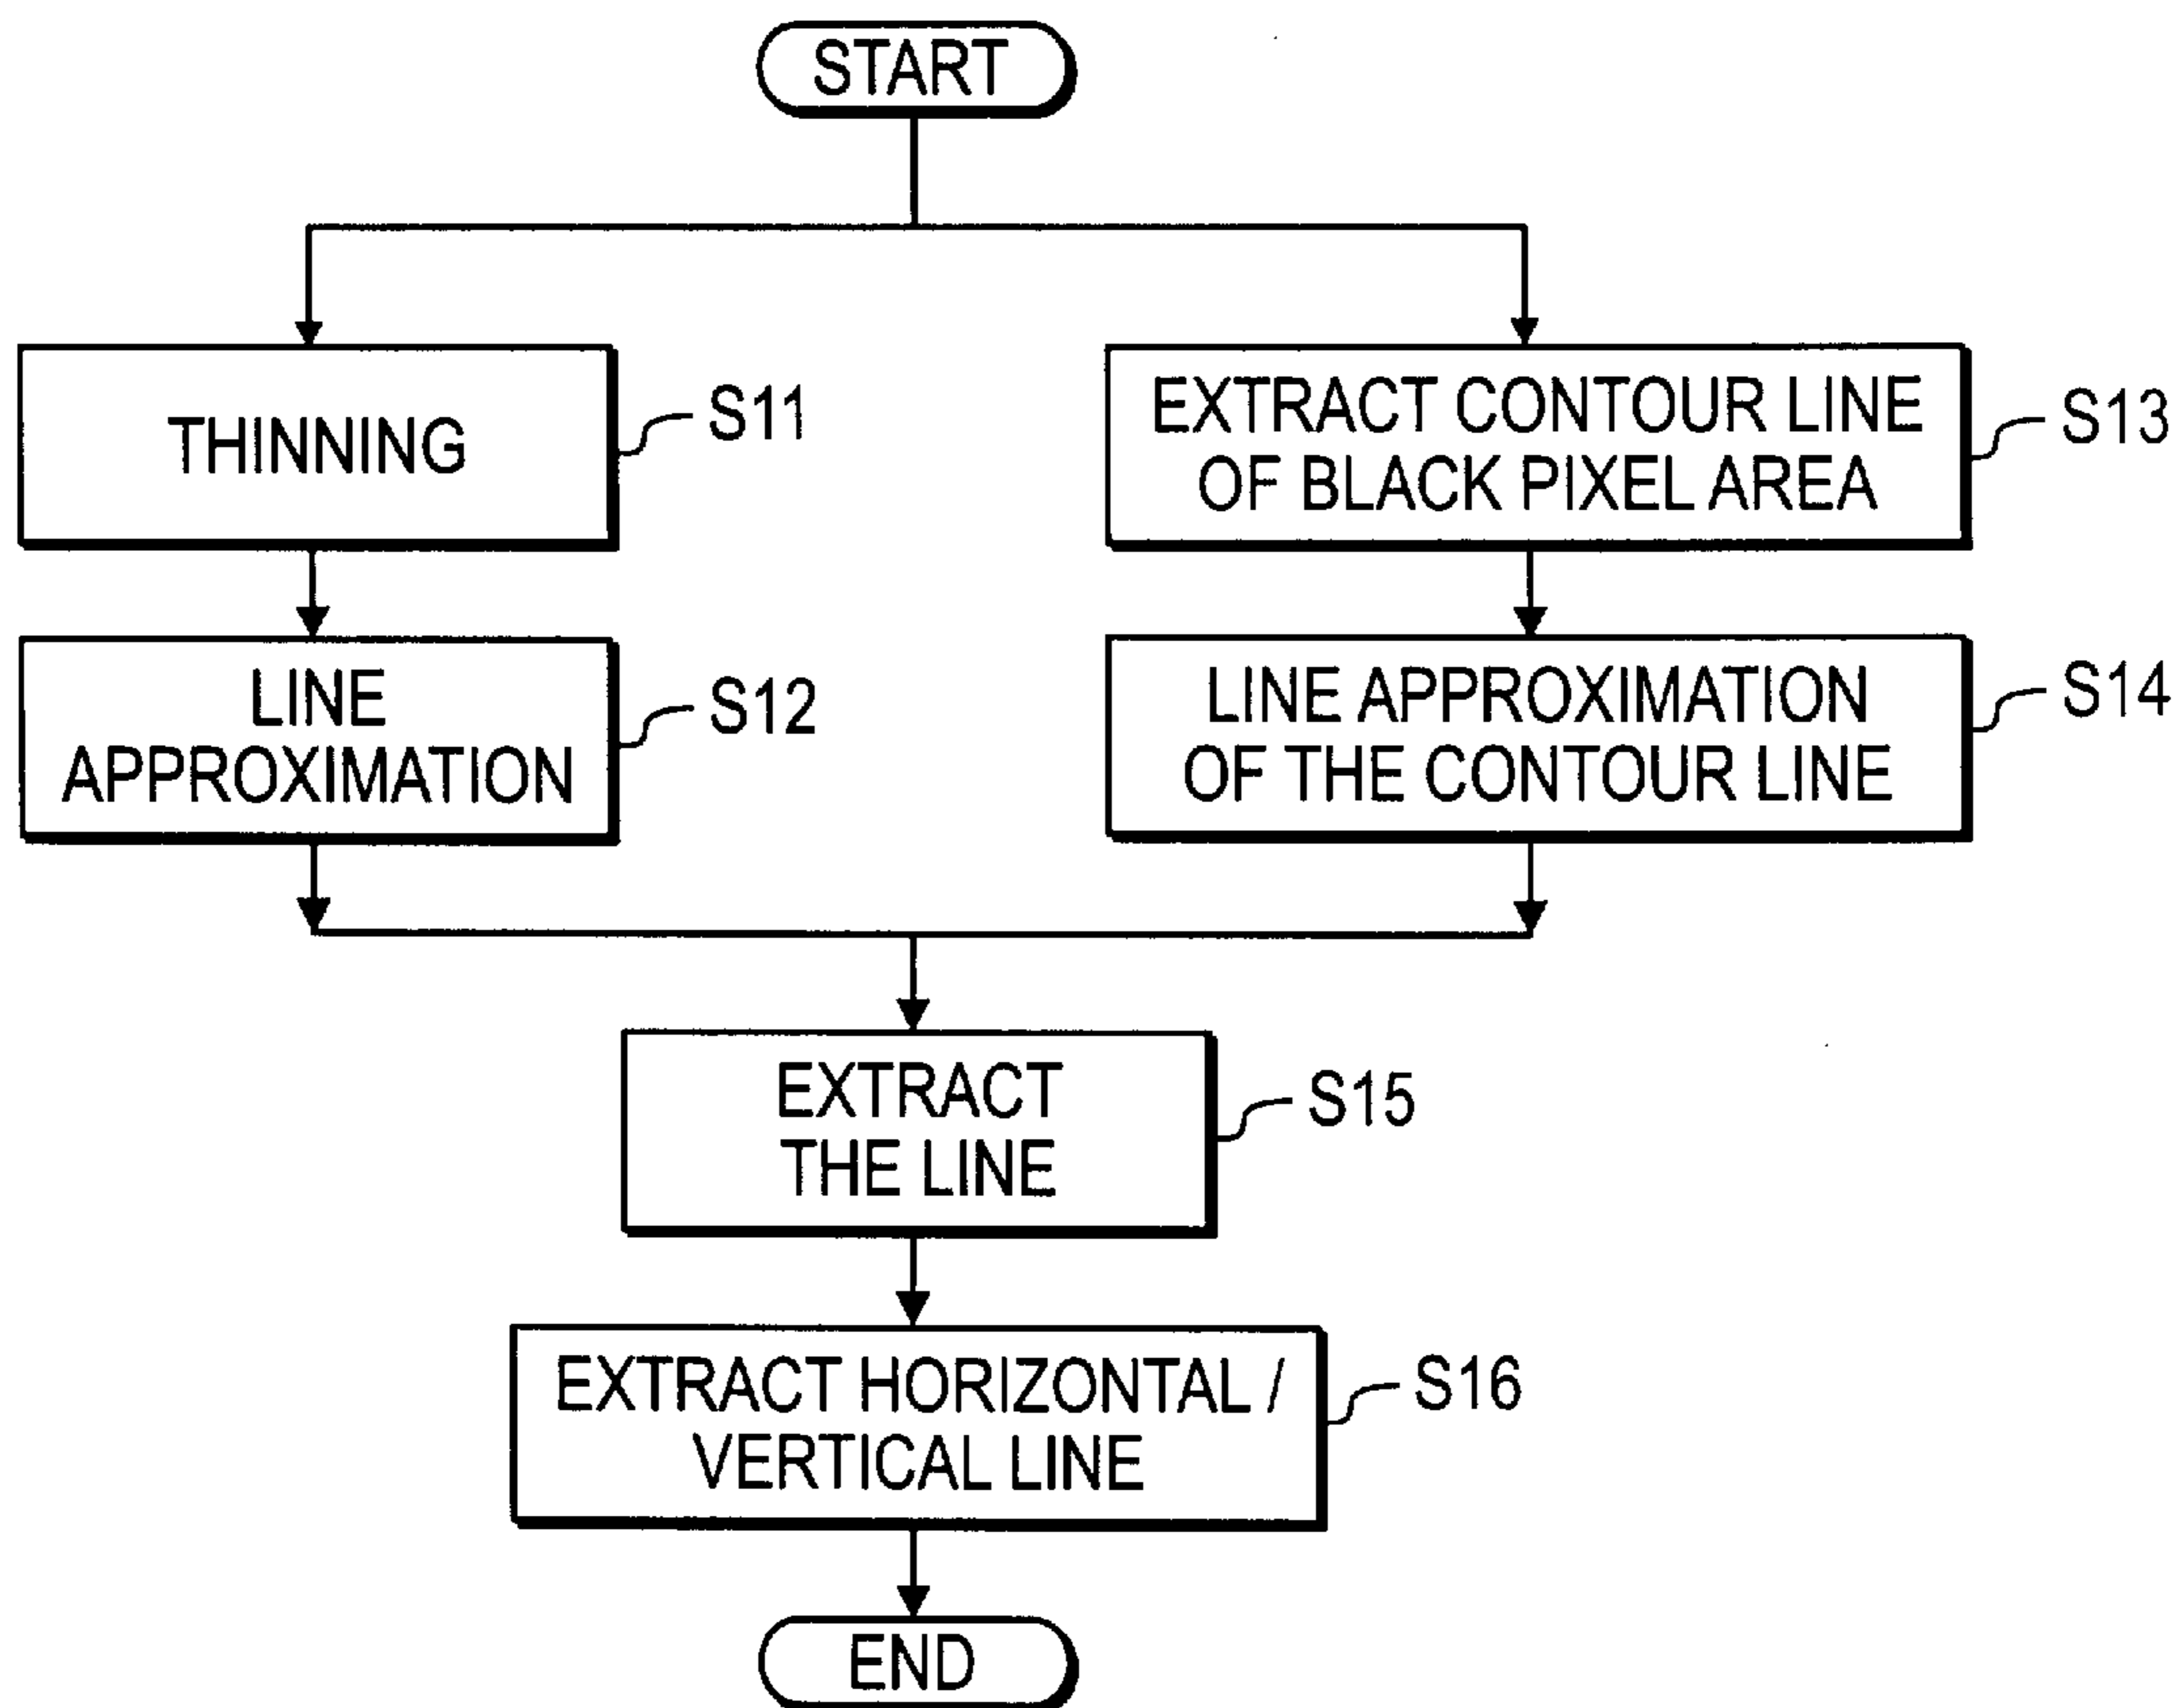 START
THINNING
S11
EXTRACT CONTOUR LINE
OF BLACK PIXEL AREA
S13
LINE
APPROXIMATION
S12
LINE APPROXIMATION
OF THE CONTOUR LINE
S14
EXTRACT
THE LINE
S15
EXTRACT HORIZONTAL /
VERTICAL LINE
S16
END